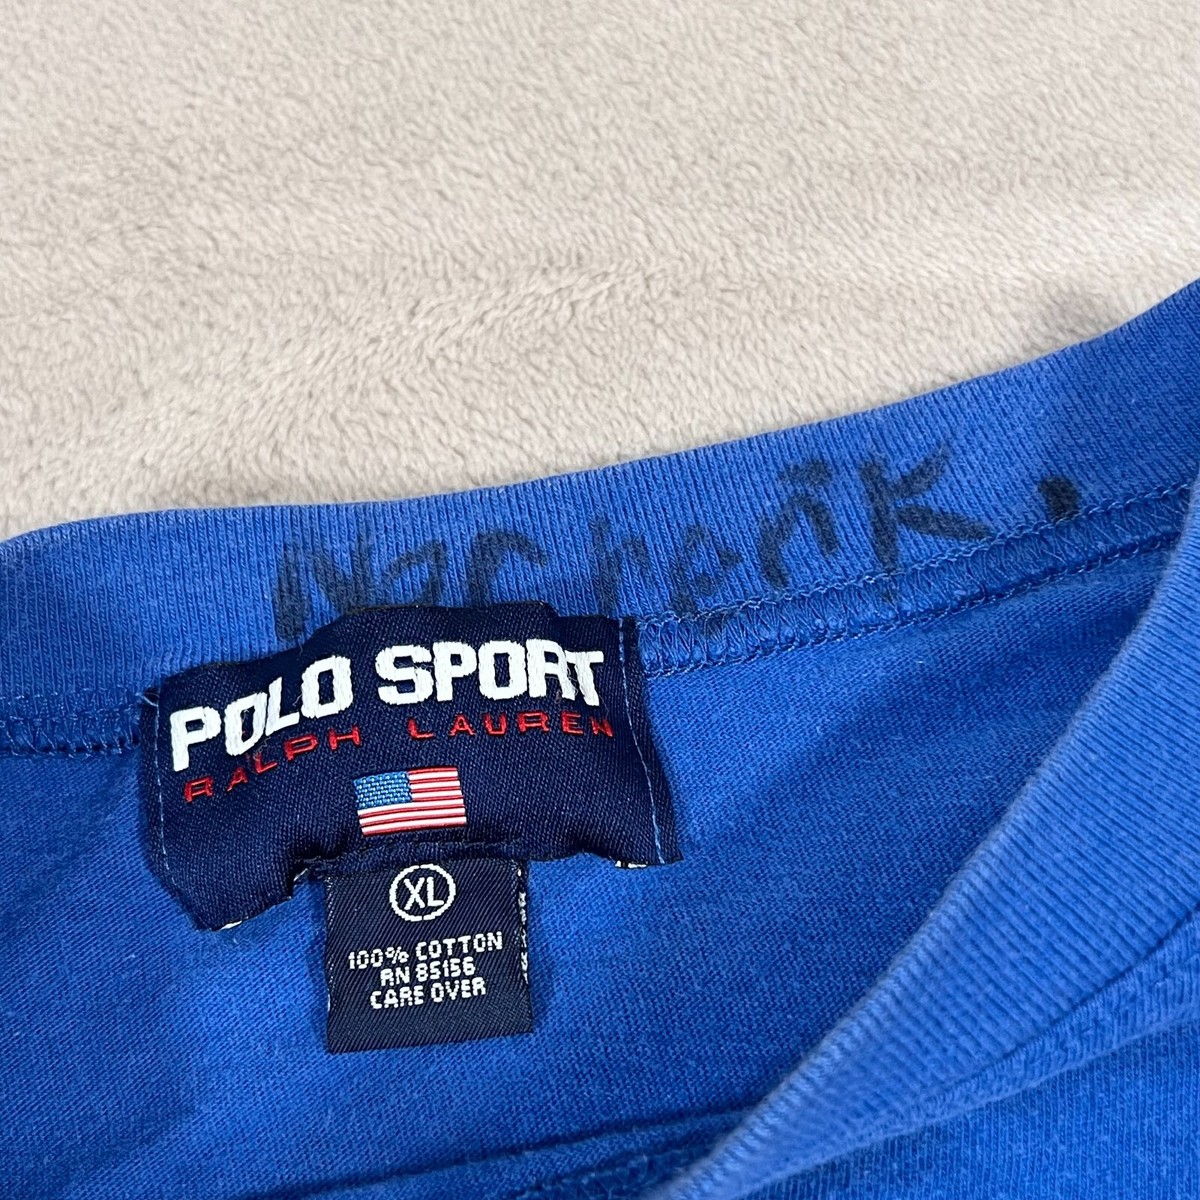 POLO SPORT
RALPH LAUREN
XL
100% COTTON
RN 85156
CARE OVER